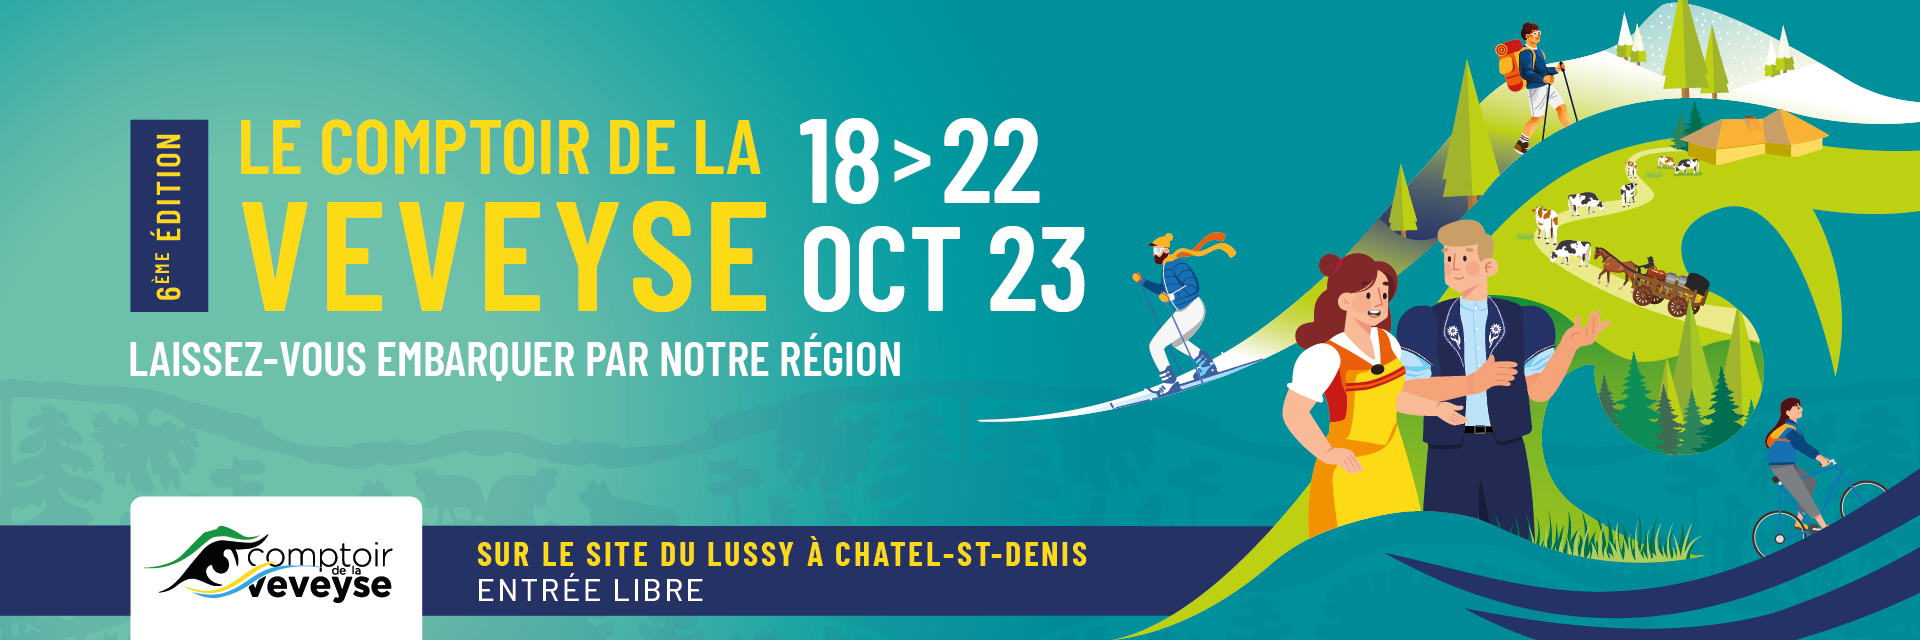 6ÈME ÉDITION
LE COMPTOIR DE LA
VEVEYSE
18>22
OCT 23
LAISSEZ-VOUS EMBARQUER PAR NOTRE RÉGION
comptoir
de la
veveyse
SUR LE SITE DU LUSSY À CHATEL-ST-DENIS
ENTRÉE LIBRE